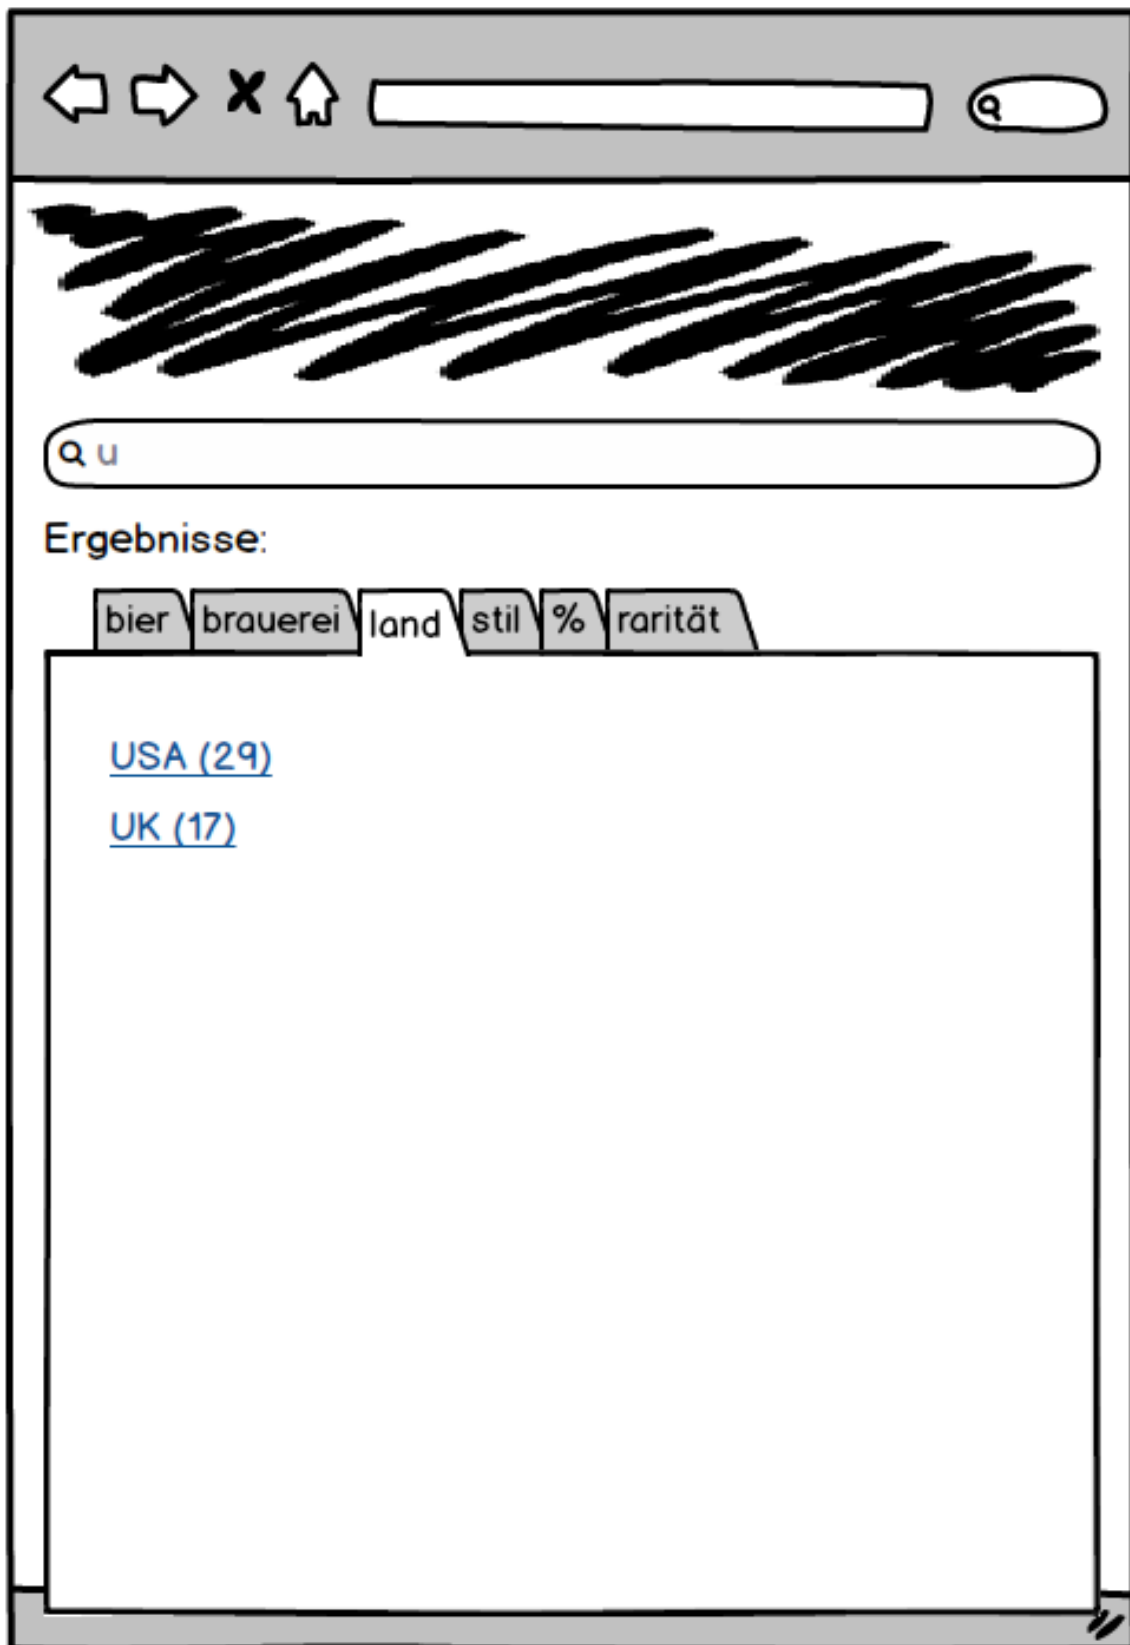 u
Ergebnisse:
bier brauerei land stil % rarität
USA (29)
UK (17)